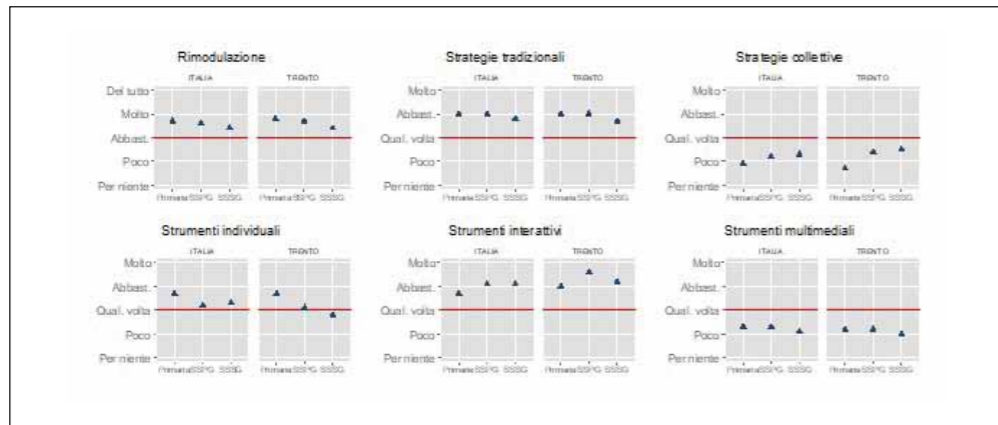 Rimodulazione
ITALIA TRENTO
Del tutto
Molto
Abbast.
Poco
Per niente
Primaria SSPG SSSG Primaria SSPG SSSG
Strategie tradizionali
ITALIA TRENTO
Molto
Abbast.
Qual. volta
Poco
Per niente
Primaria SSPG SSSG Primaria SSPG SSSG
Strategie collettive
ITALIA TRENTO
Molto
Abbast.
Qual. volta
Poco
Per niente
Primaria SSPG SSSG Primaria SSPG SSSG
Strumenti individuali
ITALIA TRENTO
Molto
Abbast.
Qual. volta
Poco
Per niente
Primaria SSPG SSSG Primaria SSPG SSSG
Strumenti interattivi
ITALIA TRENTO
Molto
Abbast.
Qual. volta
Poco
Per niente
Primaria SSPG SSSG Primaria SSPG SSSG
Strumenti multimediali
ITALIA TRENTO
Molto
Abbast.
Qual. volta
Poco
Per niente
Primaria SSPG SSSG Primaria SSPG SSSG